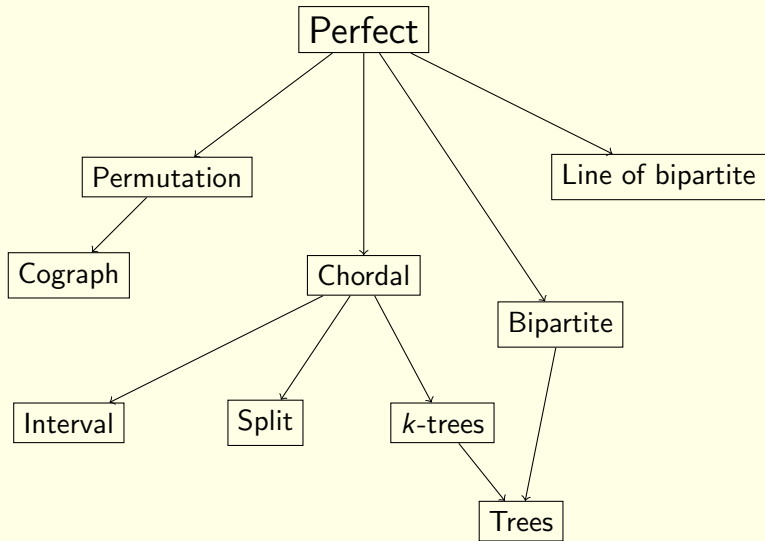 Perfect
Permutation
Line of bipartite
Cograph
Chordal
Bipartite
Interval
Split
k-trees
Trees